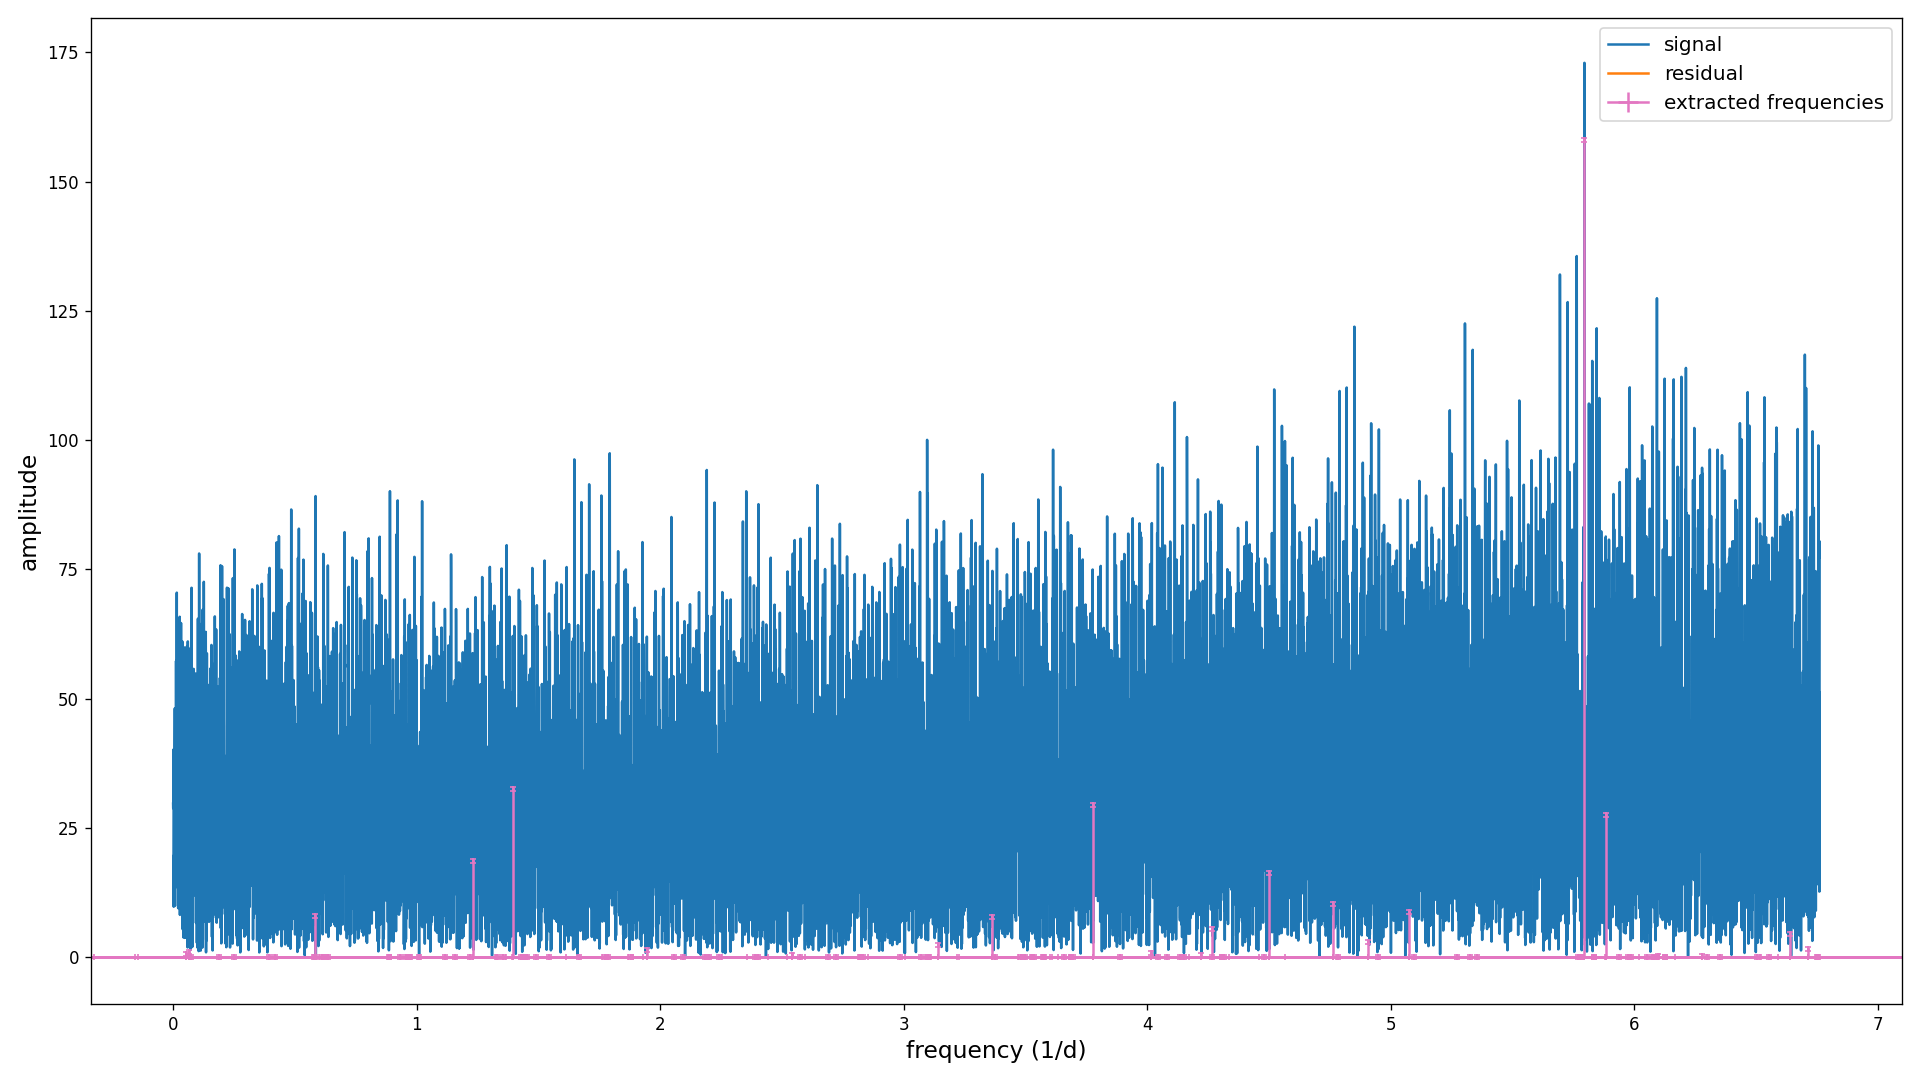 signal
residual
extracted frequencies
amplitude
175
150
125
100
75
50
25
0
0 1 2 3 4 5 6 7
frequency (1/d)